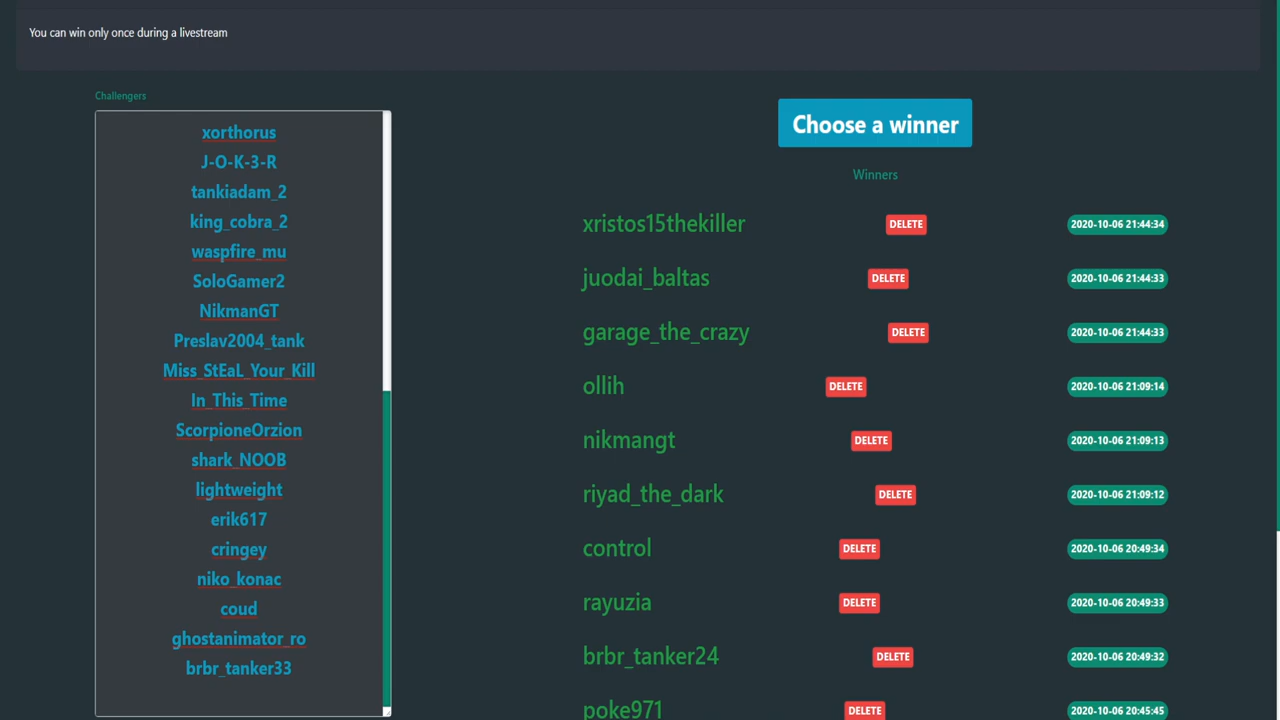 You can win only once during a livestream
Challengers
xorthorus
J-O-K-3-R
tankiadam_2
king_cobra_2
waspfire_mu
SoloGamer2
NikmanGT
Preslav2004_tank
Miss_StEaL_Your_Kill
In_This_Time
ScorpioneOrzion
shark_NOOB
lightweight
erik617
cringey
niko_konac
coud
ghostanimator_ro
brbr_tanker33
Choose a winner
Winners
xristos15thekiller DELETE 2020-10-06 21:44:34
juodai_baltas DELETE 2020-10-06 21:44:33
garage_the_crazy DELETE 2020-10-06 21:44:33
ollih DELETE 2020-10-06 21:09:14
nikmangt DELETE 2020-10-06 21:09:13
riyad_the_dark DELETE 2020-10-06 21:09:12
control DELETE 2020-10-06 20:49:34
rayuzia DELETE 2020-10-06 20:49:33
brbr_tanker24 DELETE 2020-10-06 20:49:32
poke971 DELETE 2020-10-06 20:45:45